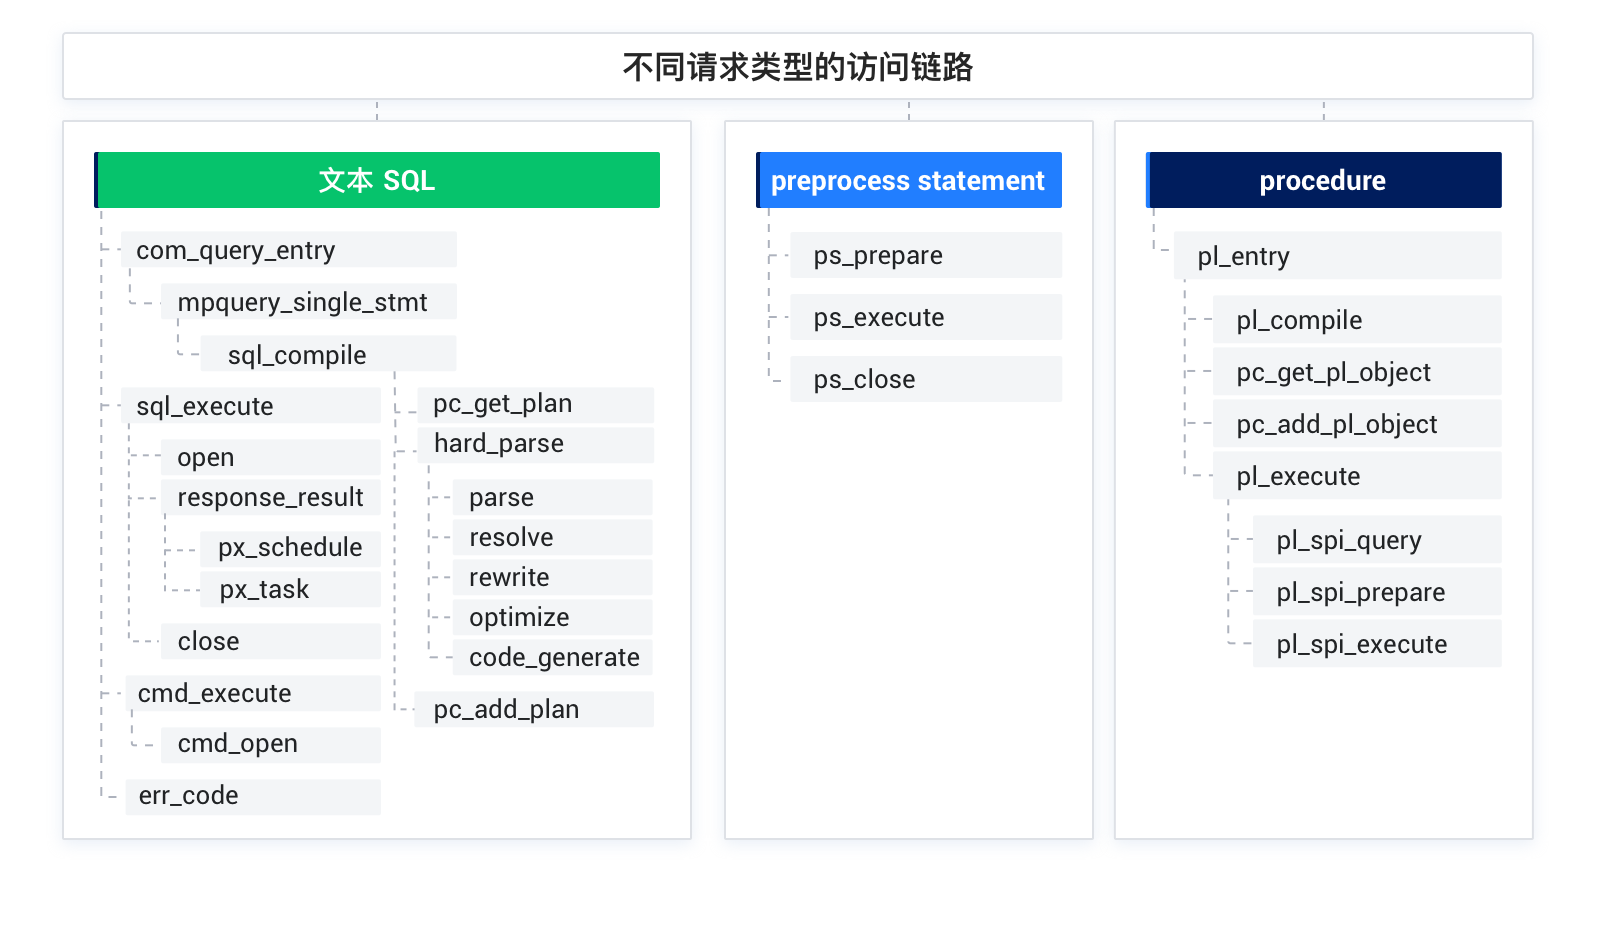 不同请求类型的访问链路
文本 SQL
com_query_entry
mpquery_single_stmt
sql_compile
pc_get_plan
hard_parse
parse
resolve
rewrite
optimize
code_generate
pc_add_plan
sql_execute
open
response_result
px_schedule
px_task
close
cmd_execute
cmd_open
err_code
preprocess statement
ps_prepare
ps_execute
ps_close
procedure
pl_entry
pl_compile
pc_get_pl_object
pc_add_pl_object
pl_execute
pl_spi_query
pl_spi_prepare
pl_spi_execute